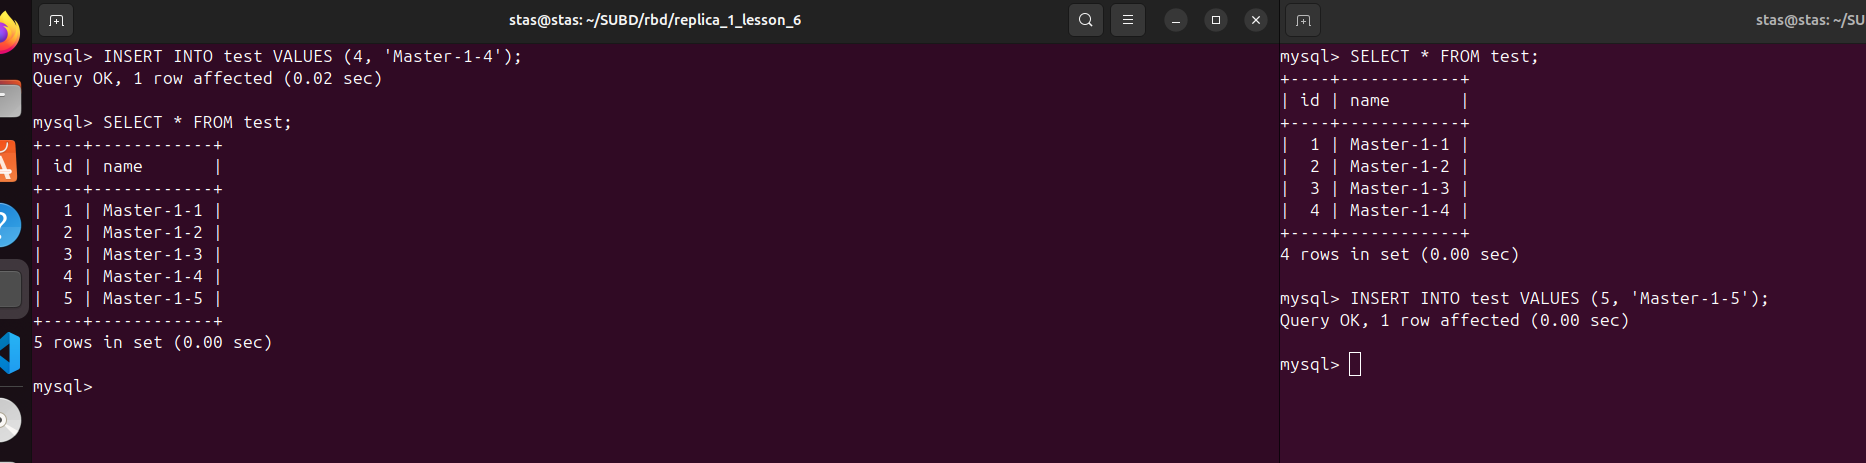 stas@stas: ~/SUBD/rbd/replica_1_lesson_6
mysql> INSERT INTO test VALUES (4, 'Master-1-4');
Query OK, 1 row affected (0.02 sec)
mysql> SELECT * FROM test;
+----+------------+
| id | name       |
+----+------------+
|  1 | Master-1-1 |
|  2 | Master-1-2 |
|  3 | Master-1-3 |
|  4 | Master-1-4 |
|  5 | Master-1-5 |
+----+------------+
5 rows in set (0.00 sec)
mysql>
stas@stas: ~/SU
mysql> SELECT * FROM test;
+----+------------+
| id | name       |
+----+------------+
|  1 | Master-1-1 |
|  2 | Master-1-2 |
|  3 | Master-1-3 |
|  4 | Master-1-4 |
+----+------------+
4 rows in set (0.00 sec)
mysql> INSERT INTO test VALUES (5, 'Master-1-5');
Query OK, 1 row affected (0.00 sec)
mysql>